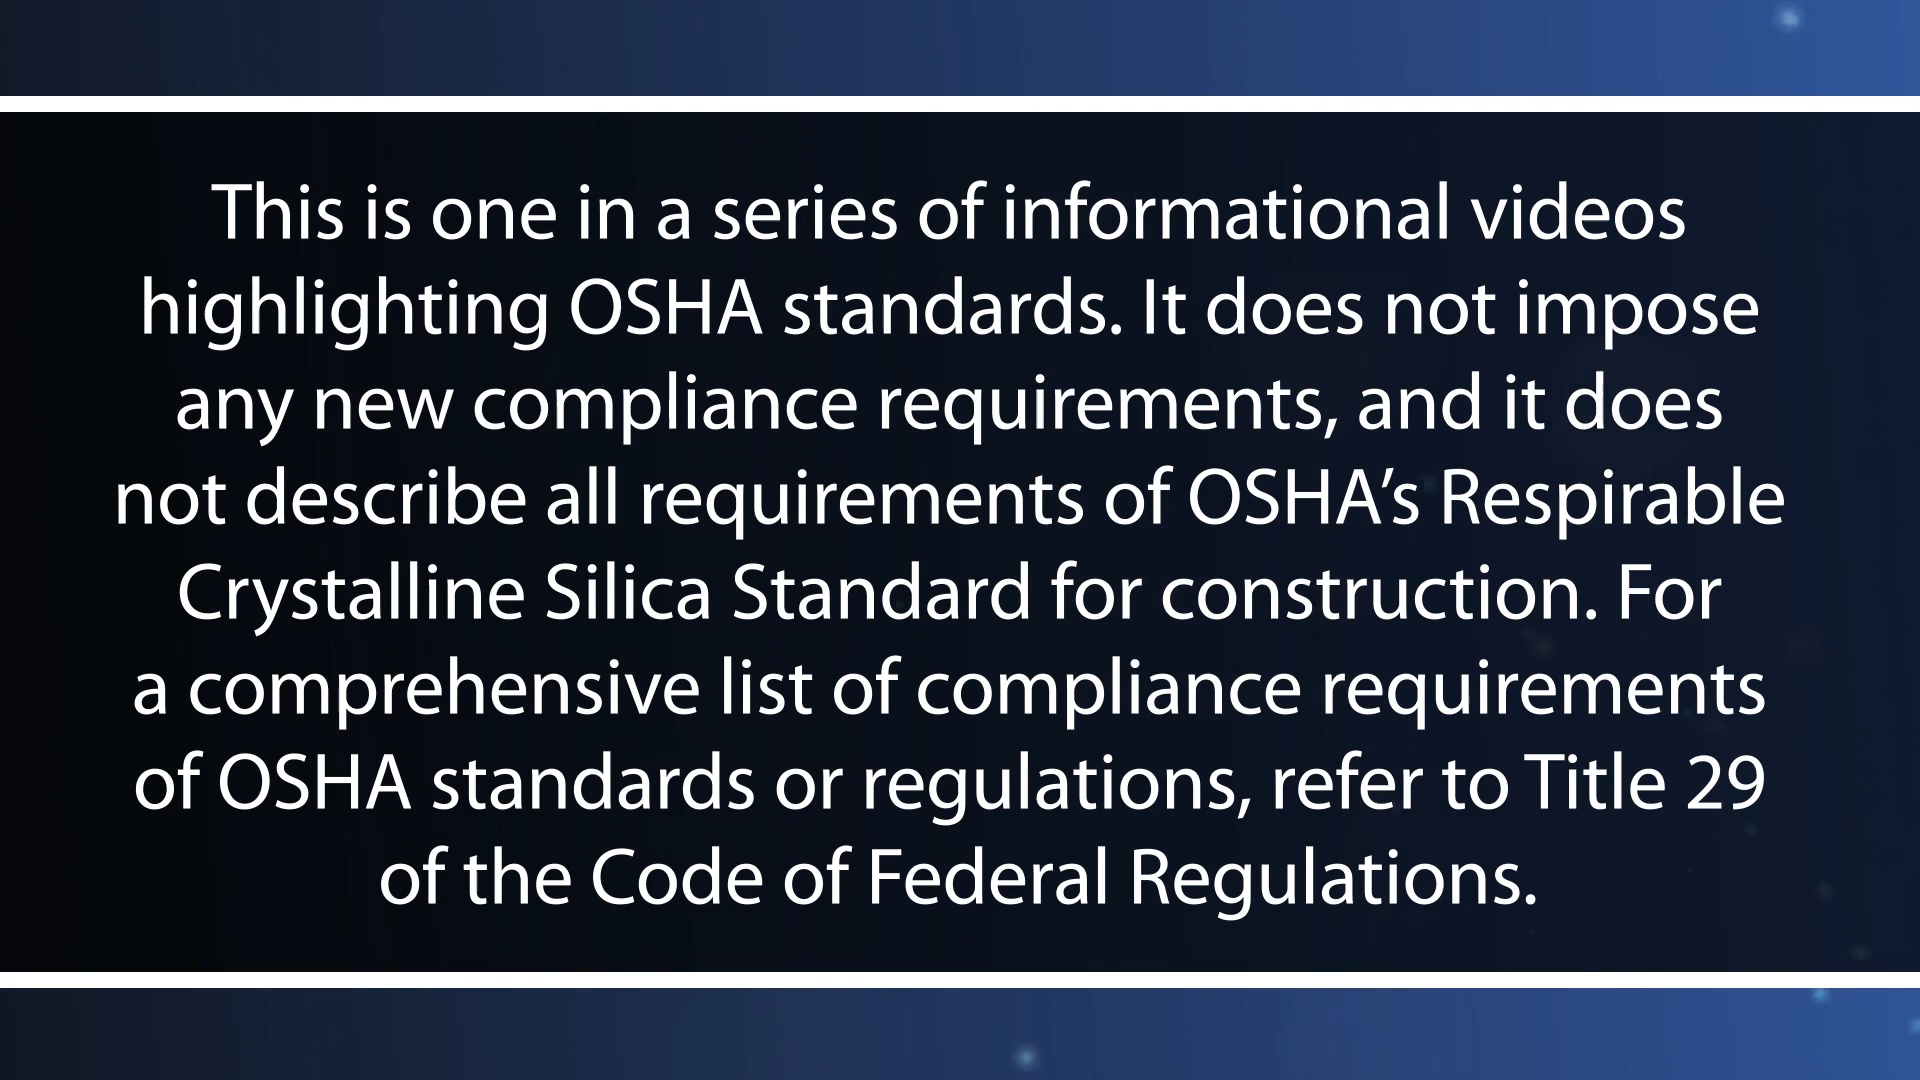 This is one in a series of informational videos
highlighting OSHA standards. It does not impose
any new compliance requirements, and it does
not describe all requirements of OSHA’s Respirable
Crystalline Silica Standard for construction. For
a comprehensive list of compliance requirements
of OSHA standards or regulations, refer to Title 29
of the Code of Federal Regulations.